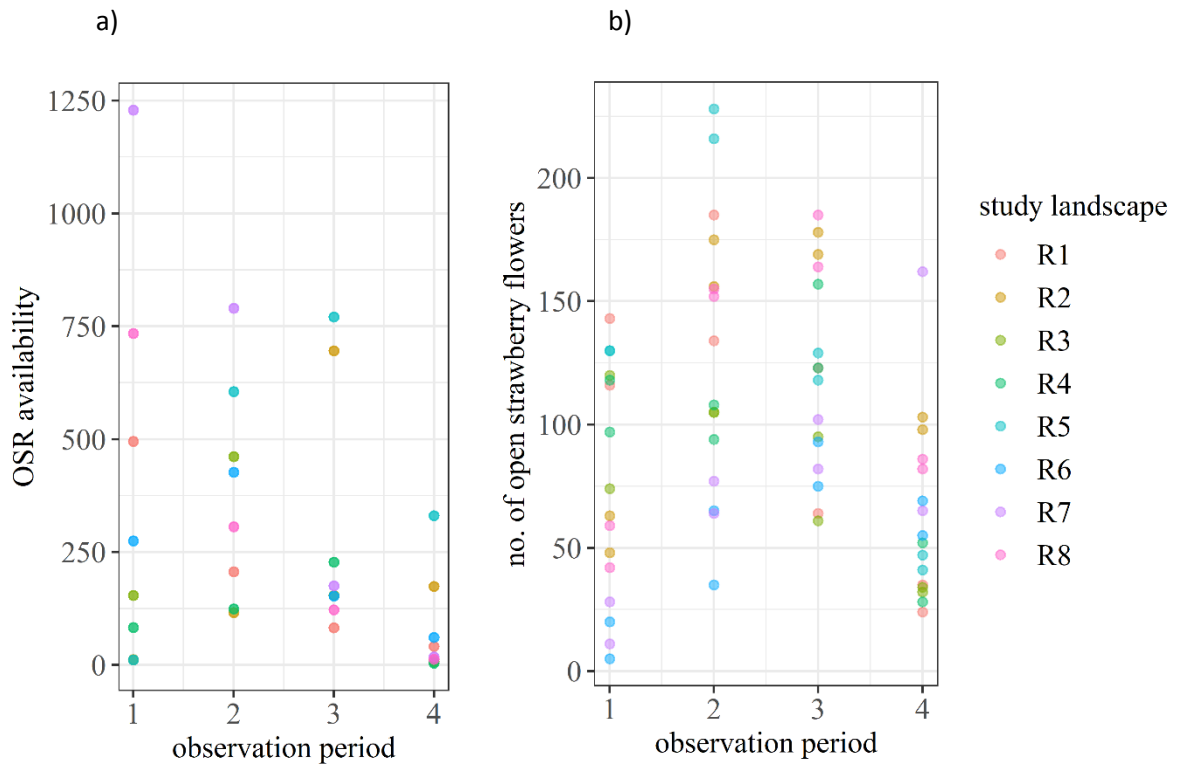 a)
OSR availability
1250
1000
750
500
250
0
1 2 3 4
observation period
b)
no. of open strawberry flowers
200
150
100
50
0
1 2 3 4
observation period
study landscape
R1
R2
R3
R4
R5
R6
R7
R8